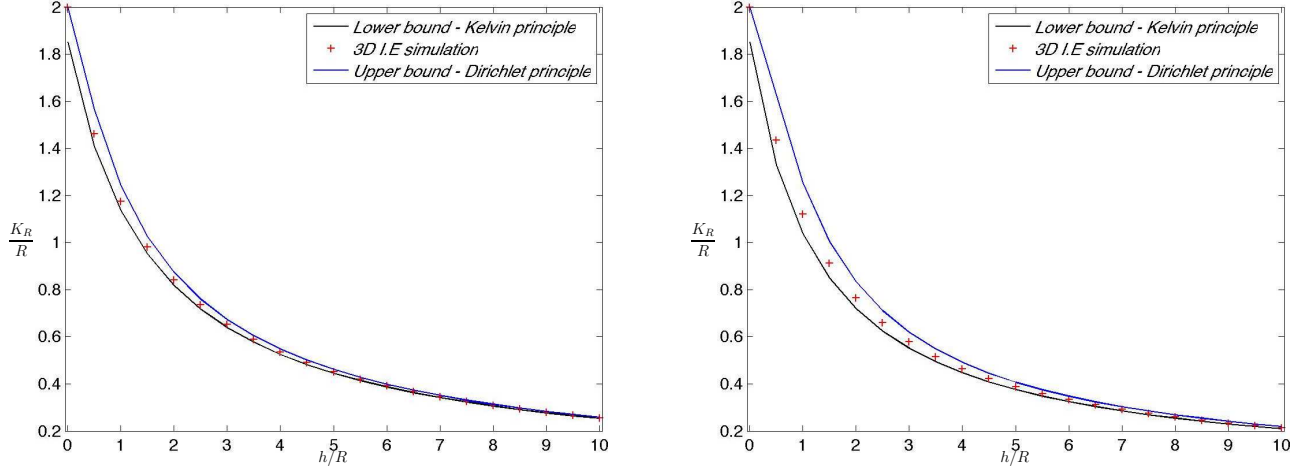 2
1.8
1.6
1.4
1.2
1
0.8
0.6
0.4
0.2
K_R
R
0 1 2 3 4 5 6 7 8 9 10
h/R
Lower bound - Kelvin principle
3D I.E simulation
Upper bound - Dirichlet principle
2
1.8
1.6
1.4
1.2
1
0.8
0.6
0.4
0.2
K_R
R
0 1 2 3 4 5 6 7 8 9 10
h/R
Lower bound - Kelvin principle
3D I.E simulation
Upper bound - Dirichlet principle